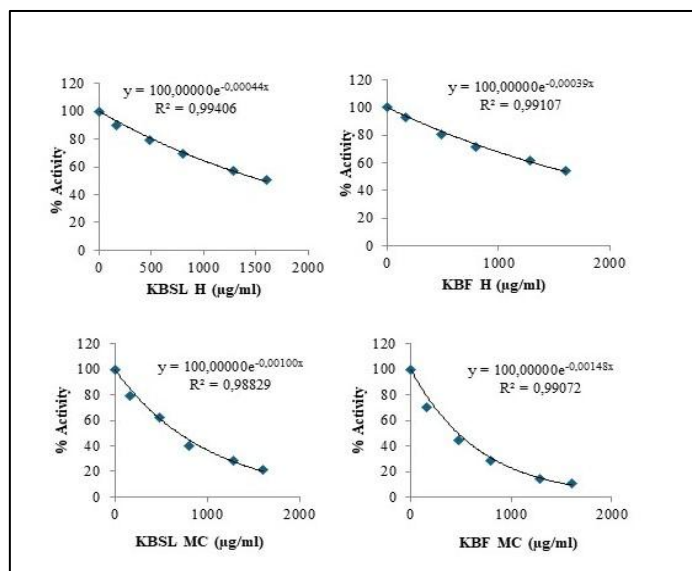 120
100
80
60
40
20
0
% Activity
y = 100,00000e-0,00044x
R² = 0,99406
0 500 1000 1500 2000
KBSL H (µg/ml)
120
100
80
60
40
20
0
% Activity
y = 100,00000e-0,00039x
R² = 0,99107
0 1000 2000
KBF H (µg/ml)
120
100
80
60
40
20
0
% Activity
y = 100,00000e-0,00100x
R² = 0,98829
0 1000 2000
KBSL MC (µg/ml)
120
100
80
60
40
20
0
% Activity
y = 100,00000e-0,00148x
R² = 0,99072
0 1000 2000
KBF MC (µg/ml)